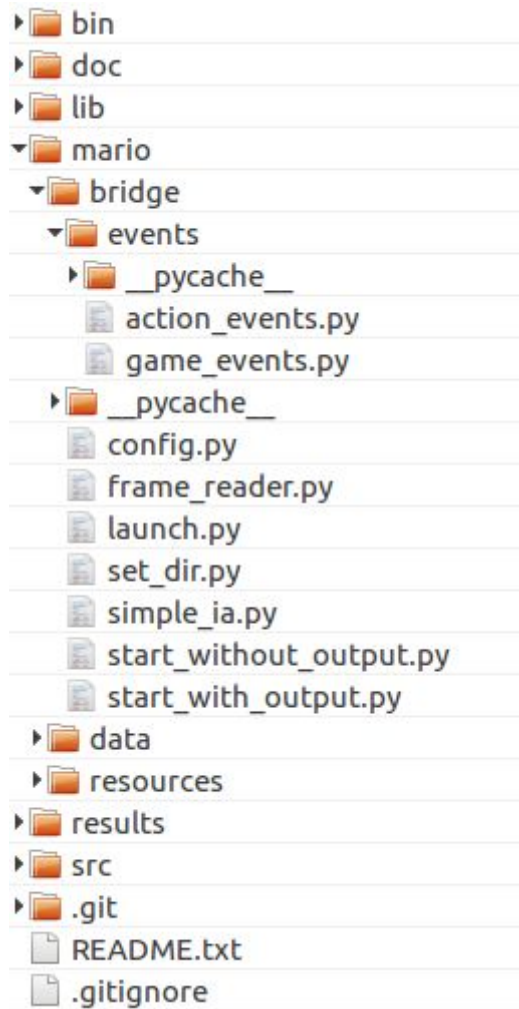 bin
doc
lib
mario
bridge
events
__pycache__
action_events.py
game_events.py
__pycache__
config.py
frame_reader.py
launch.py
set_dir.py
simple_ia.py
start_without_output.py
start_with_output.py
data
resources
results
src
.git
README.txt
.gitignore